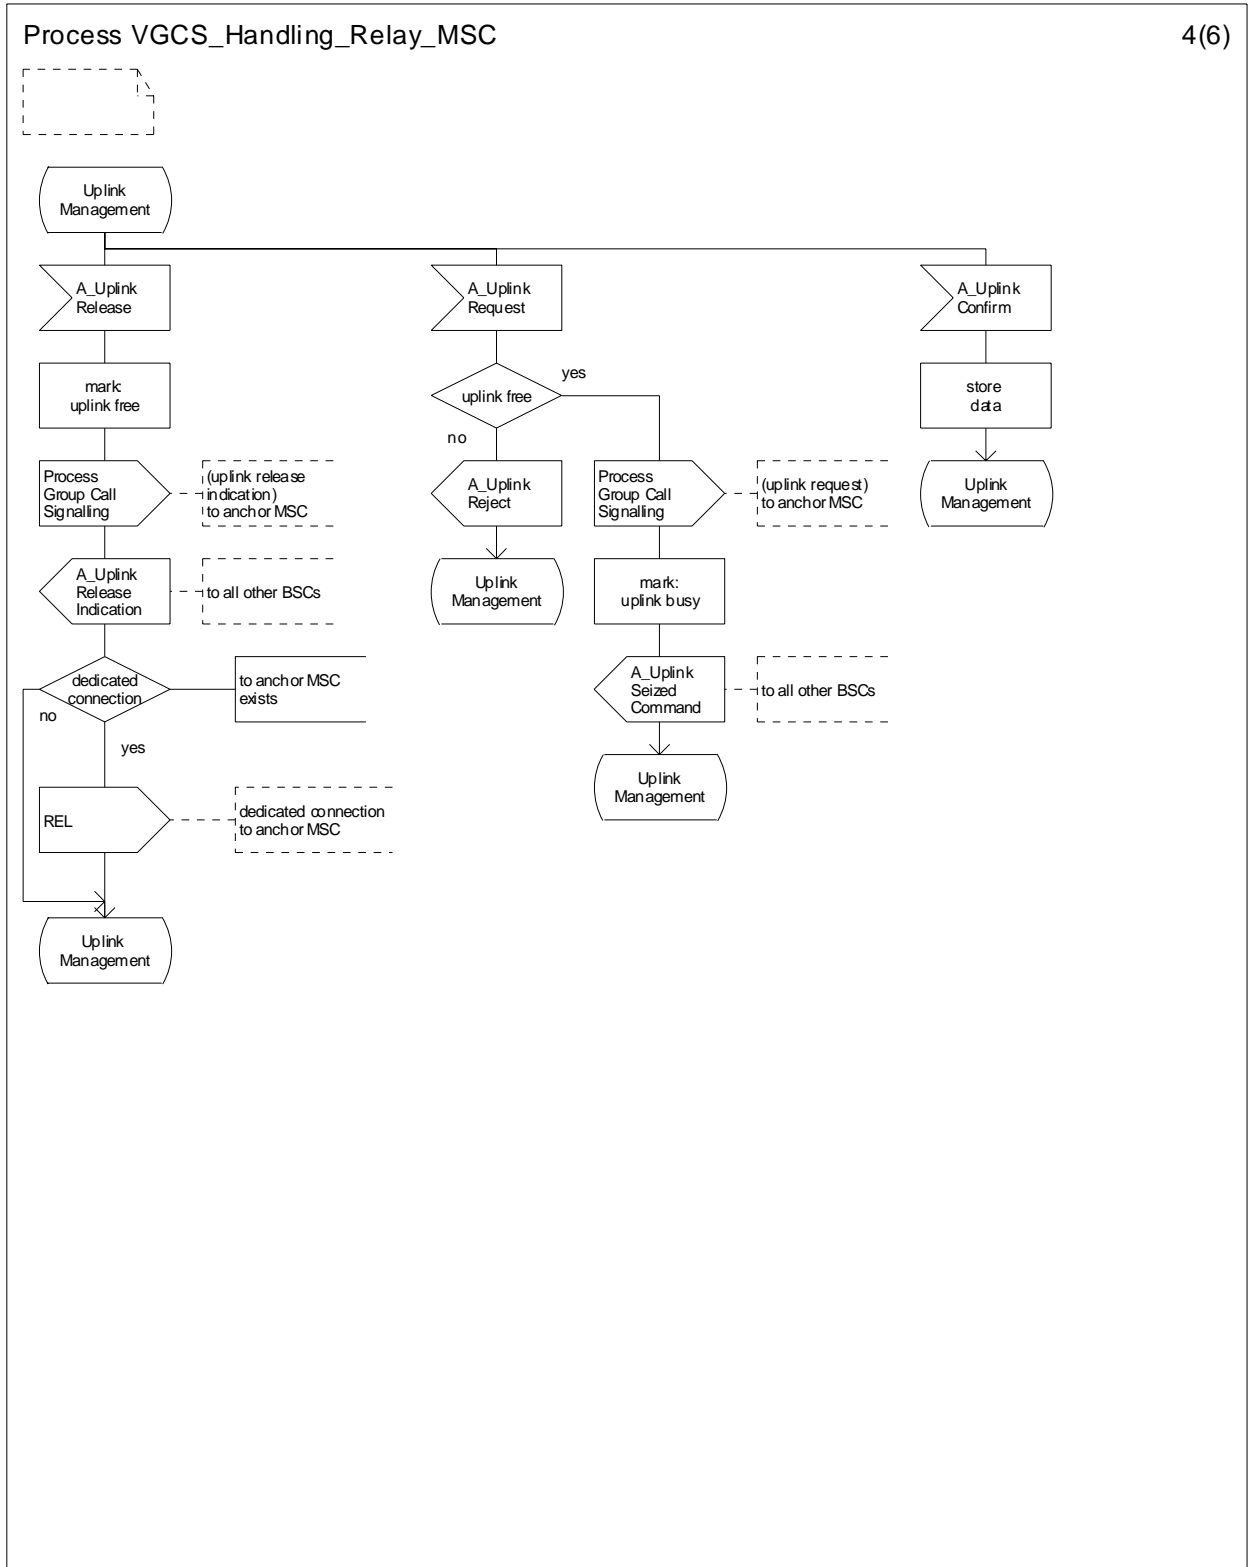 Process VGCS_Handling_Relay_MSC
4(6)
Uplink
Management
A_Uplink
Release
A_Uplink
Request
A_Uplink
Confirm
mark:
uplink free
uplink free
yes
no
store
data
Process
Group Call
Signalling
(uplink release
indication)
to anchor MSC
A_Uplink
Reject
Process
Group Call
Signalling
(uplink request)
to anchor MSC
Uplink
Management
A_Uplink
Release
Indication
to all other BSCs
Uplink
Management
mark:
uplink busy
dedicated
connection
to anchor MSC
exists
no
yes
A_Uplink
Seized
Command
to all other BSCs
REL
dedicated connection
to anchor MSC
Uplink
Management
Uplink
Management